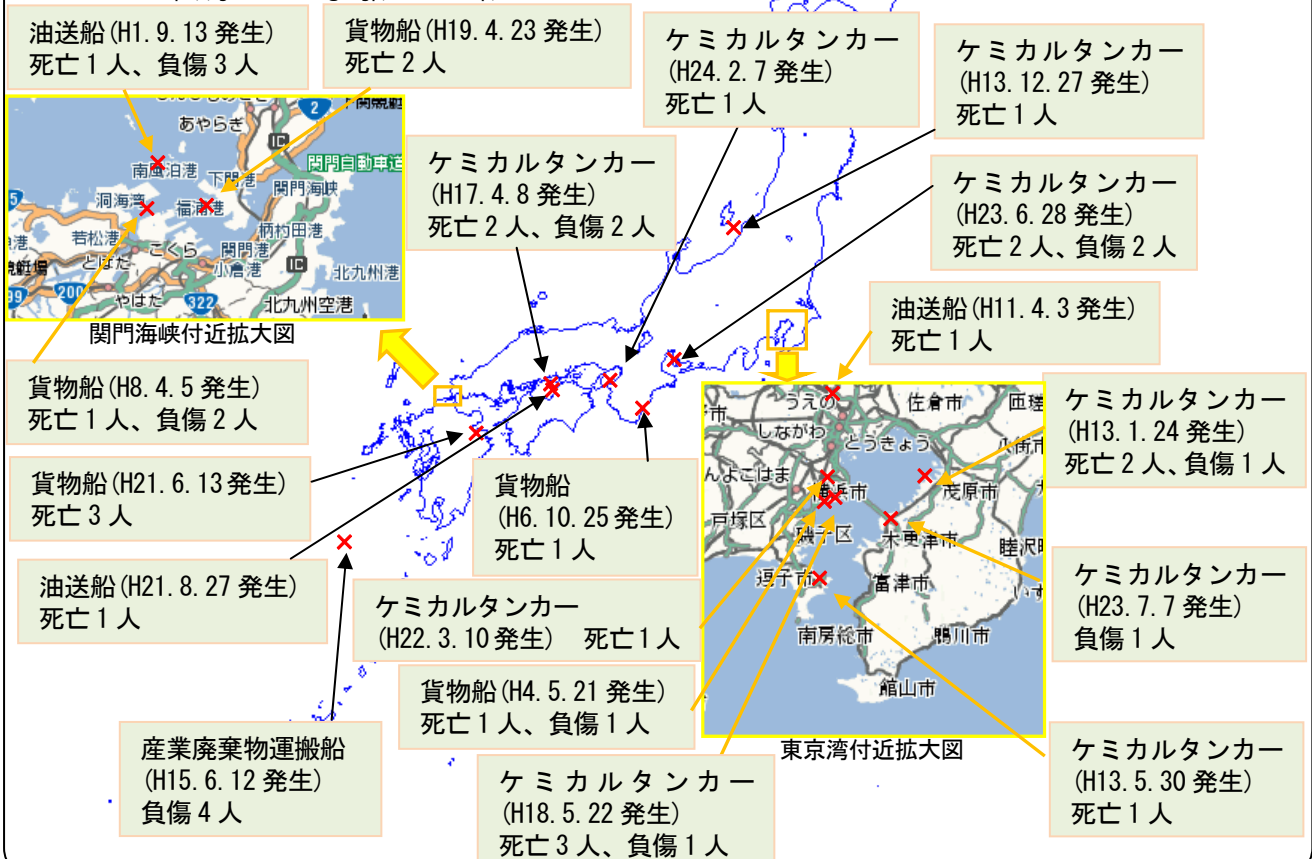 油送船(H1.9.13 発生)
死亡1人、負傷3人
貨物船(H19.4.23 発生)
死亡2人
ケミカルタンカー
(H24.2.7 発生)
死亡1人
ケミカルタンカー
(H13.12.27 発生)
死亡1人
ケミカルタンカー
(H17.4.8 発生)
死亡2人、負傷2人
ケミカルタンカー
(H23.6.28 発生)
死亡2人、負傷2人
油送船(H11.4.3 発生)
死亡1人
あやらぎ
2
IC
関門自動車道
南風泊港
下関港
関門海峡
洞海湾
福浦港
若松港
こくら
関門港
とばた
小倉港
IC
北九州港
200
やはた
322
北九州空港
関門海峡付近拡大図
貨物船(H8.4.5 発生)
死亡1人、負傷2人
貨物船(H21.6.13 発生)
死亡3人
油送船(H21.8.27 発生)
死亡1人
貨物船
(H6.10.25 発生)
死亡1人
ケミカルタンカー
(H22.3.10 発生) 死亡1人
貨物船(H4.5.21 発生)
死亡1人、負傷1人
産業廃棄物運搬船
(H15.6.12 発生)
負傷4人
ケミカルタンカー
(H18.5.22 発生)
死亡3人、負傷1人
うえの
佐倉市
しながわ
とうきょう
んよこはま
横浜市
茂原市
戸塚区
磯子区
木更津市
睦沢町
逗子市
富津市
いす
南房総市
鴨川市
館山市
東京湾付近拡大図
ケミカルタンカー
(H13.1.24 発生)
死亡2人、負傷1人
ケミカルタンカー
(H23.7.7 発生)
負傷1人
ケミカルタンカー
(H13.5.30 発生)
死亡1人